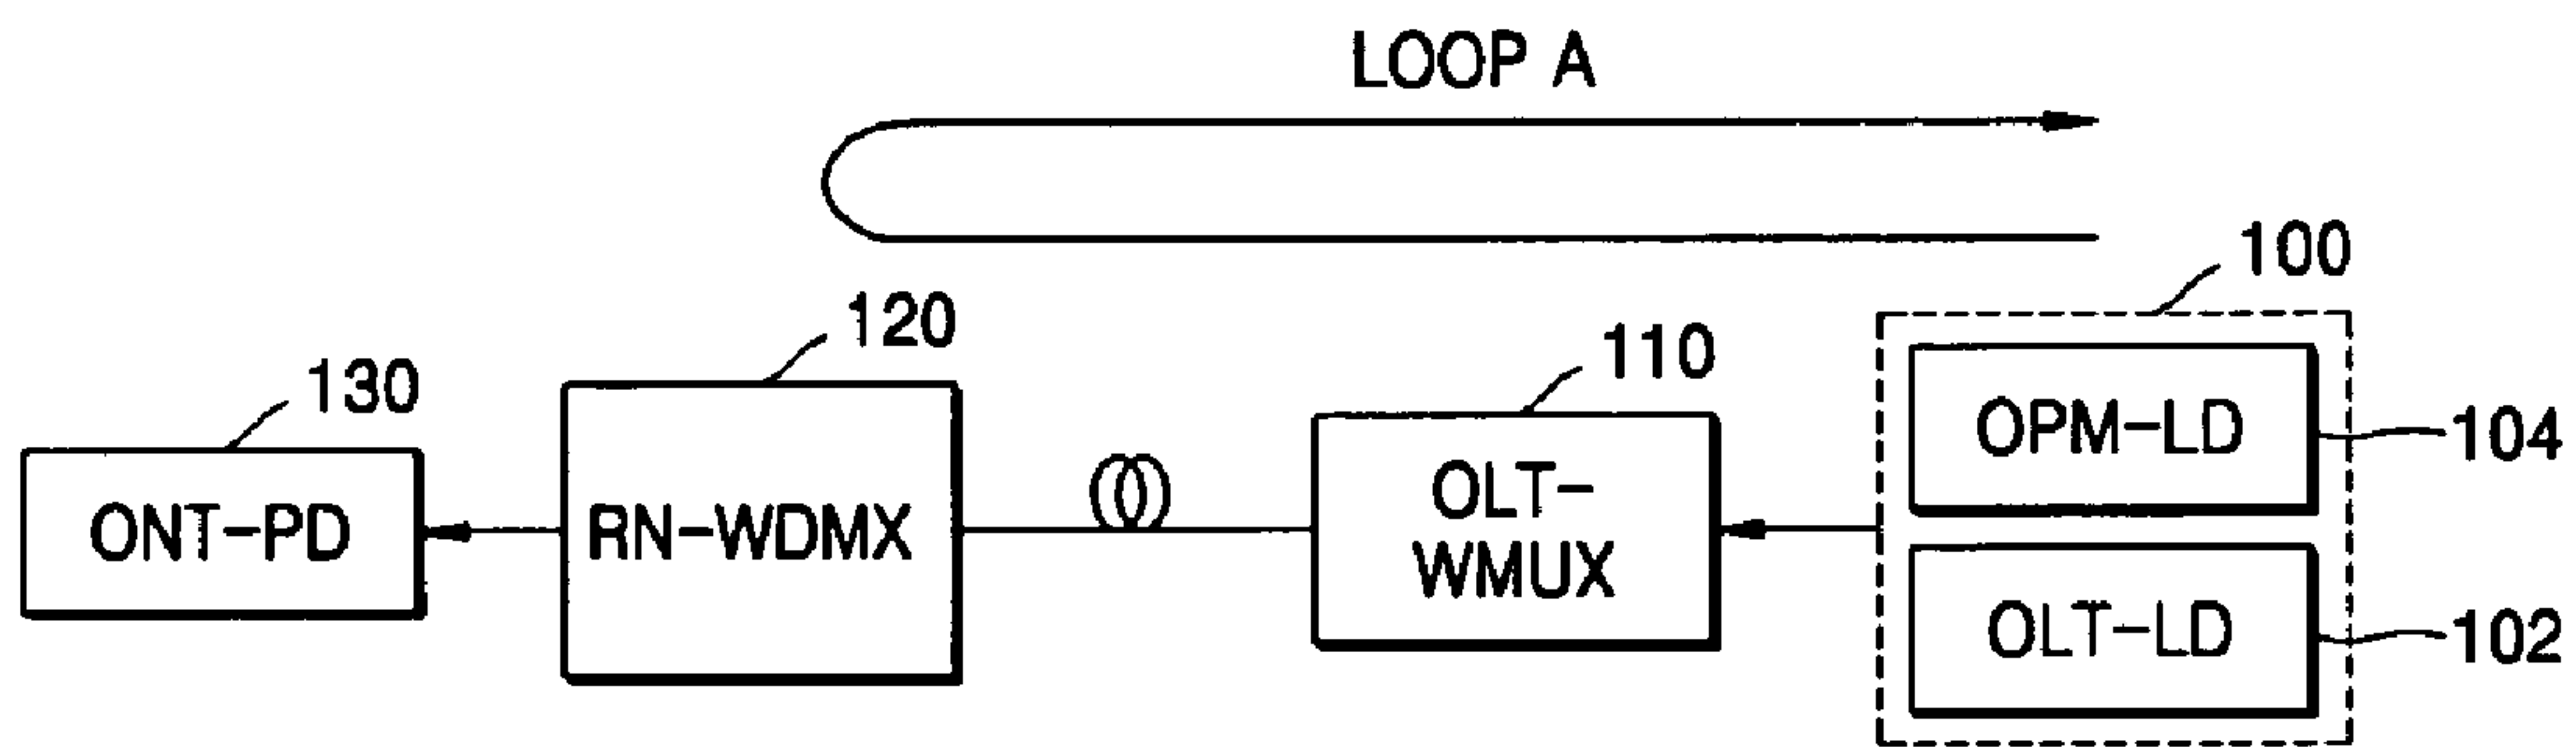 LOOP A
100
120
110
130
OPM-LD
104
OLT-
WMUX
ONT-PD
RN-WDMX
OLT-LD
102